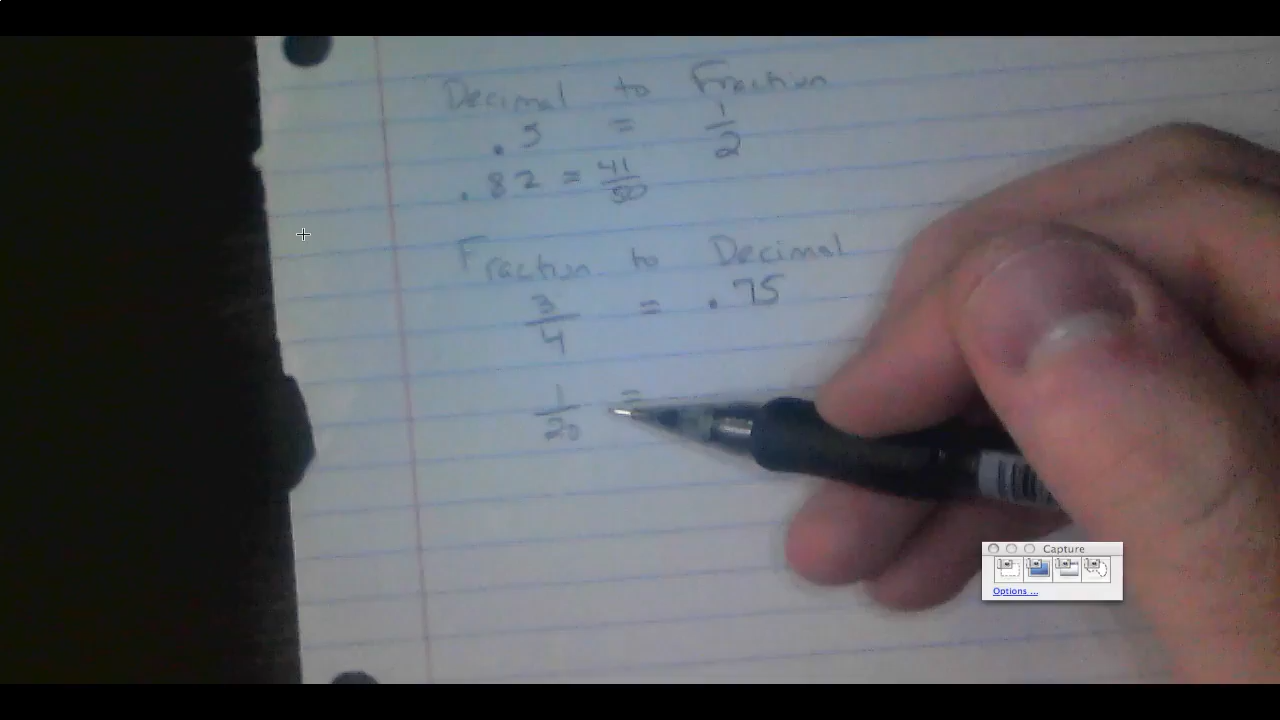 Decimal to Fraction
.5 = 1/2
.82 = 41/50
Fraction to Decimal
3/4 = .75
1/20 =
Capture
Options ...